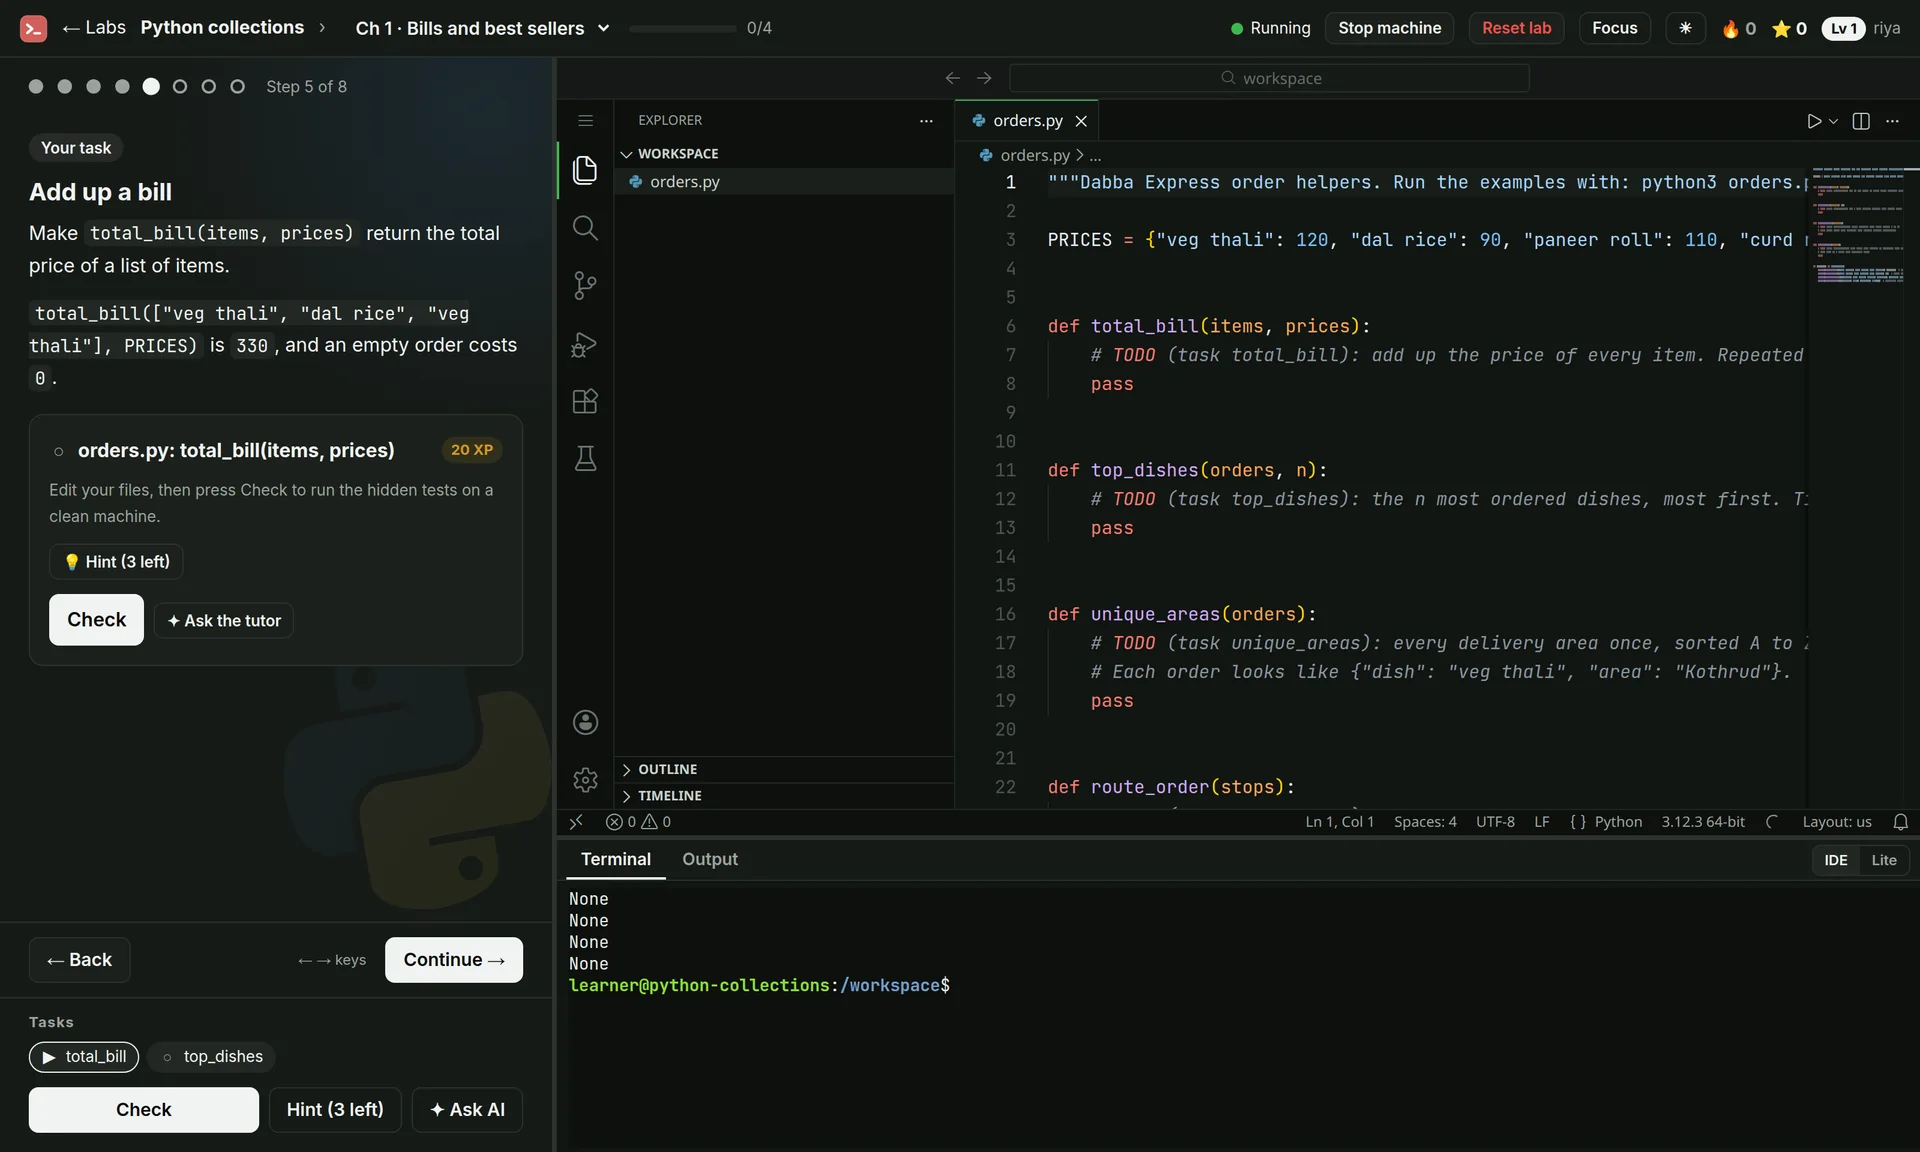 ← Labs Python collections › Ch 1 · Bills and best sellers 0/4 Running Stop machine Reset lab Focus 0 0 Lv 1 riya
Step 5 of 8
Your task
Add up a bill
Make total_bill(items, prices) return the total
price of a list of items.
total_bill(["veg thali", "dal rice", "veg
thali"], PRICES) is 330, and an empty order costs
0.
orders.py: total_bill(items, prices) 20 XP
Edit your files, then press Check to run the hidden tests on a
clean machine.
Hint (3 left)
Check Ask the tutor
← Back ← → keys Continue →
Tasks
total_bill top_dishes
Check Hint (3 left) Ask AI
workspace
EXPLORER
WORKSPACE
orders.py
OUTLINE
TIMELINE
orders.py
orders.py > ...
1 """Dabba Express order helpers. Run the examples with: python3 orders.
2
3 PRICES = {"veg thali": 120, "dal rice": 90, "paneer roll": 110, "curd
4
5
6 def total_bill(items, prices):
7 # TODO (task total_bill): add up the price of every item. Repeated
8 pass
9
10
11 def top_dishes(orders, n):
12 # TODO (task top_dishes): the n most ordered dishes, most first.
13 pass
14
15
16 def unique_areas(orders):
17 # TODO (task unique_areas): every delivery area once, sorted A to
18 # Each order looks like {"dish": "veg thali", "area": "Kothrud"}.
19 pass
20
21
22 def route_order(stops):
0 0 Ln 1, Col 1 Spaces: 4 UTF-8 LF { } Python 3.12.3 64-bit Layout: us
Terminal Output IDE Lite
None
None
None
None
learner@python-collections:/workspace$